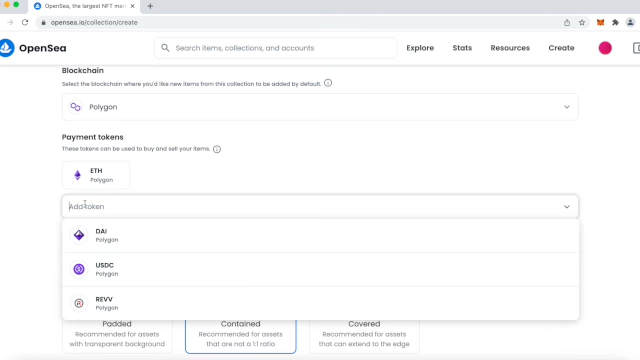 OpenSea, the largest NFT mar
opensea.io/collection/create
OpenSea
Search items, collections, and accounts
Explore
Stats
Resources
Create
Blockchain
Select the blockchain where you'd like new items from this collection to be added by default.
Polygon
Payment tokens
These tokens can be used to buy and sell your items.
ETH
Polygon
Add token
DAI
Polygon
USDC
Polygon
REVV
Polygon
Padded
Recommended for assets
with transparent background
Contained
Recommended for assets
that are not a 1:1 ratio
Covered
Recommended for assets
that can extend to the edge